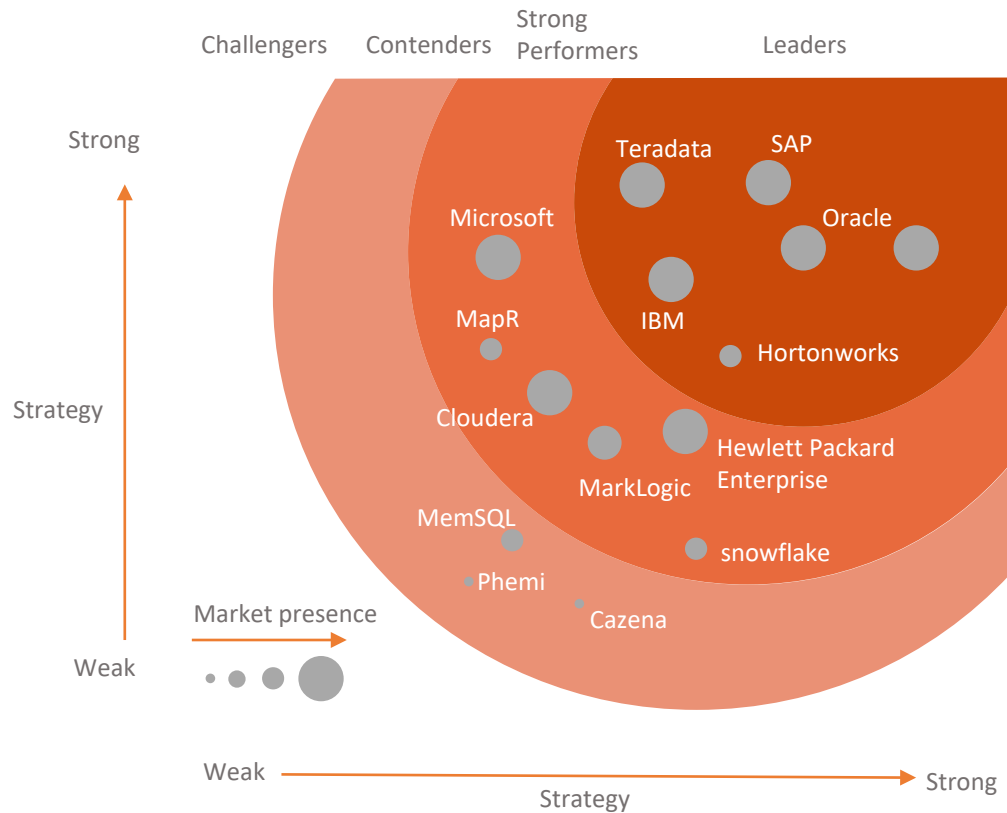 Challengers
Contenders
Strong
Performers
Leaders
Strong
Teradata
SAP
Microsoft
Oracle
MapR
IBM
Hortonworks
Strategy
Cloudera
Hewlett Packard
Enterprise
MarkLogic
MemSQL
snowflake
Phemi
Cazena
Market presence
Weak
Weak
Strategy
Strong